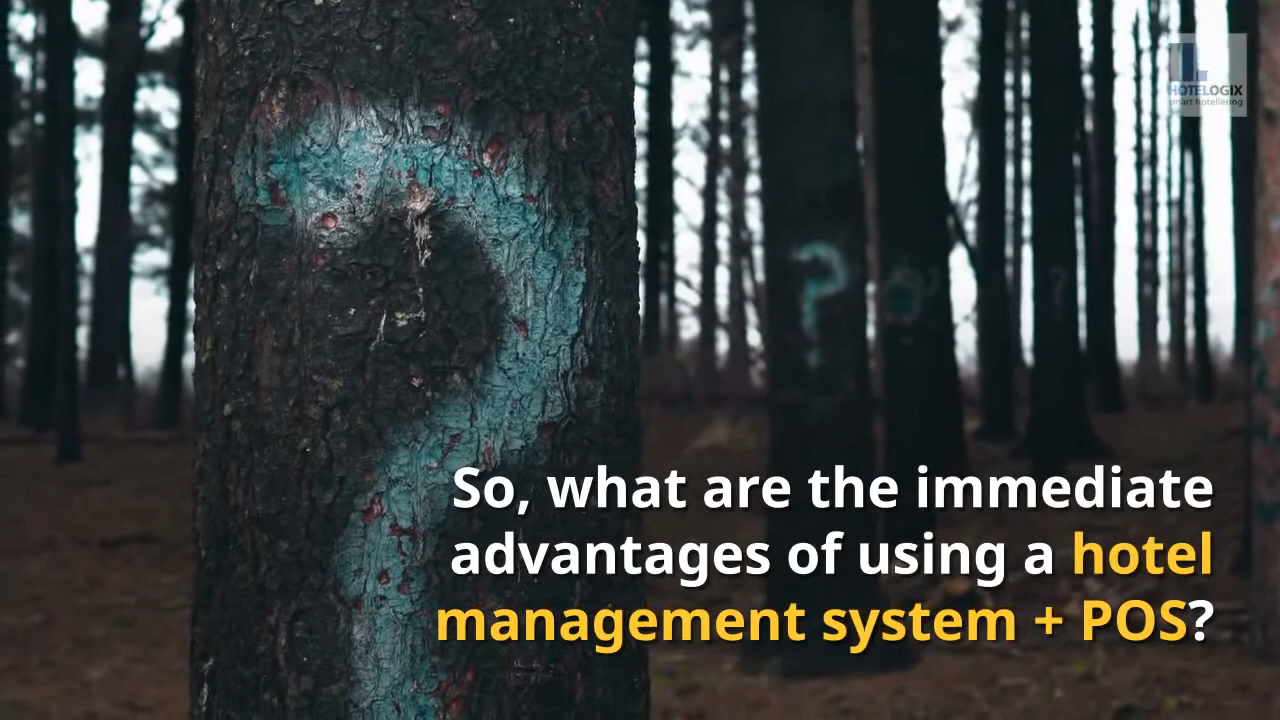 HOTELOGIX
smart hoteliering
?
So, what are the immediate
advantages of using a hotel
management system + POS?